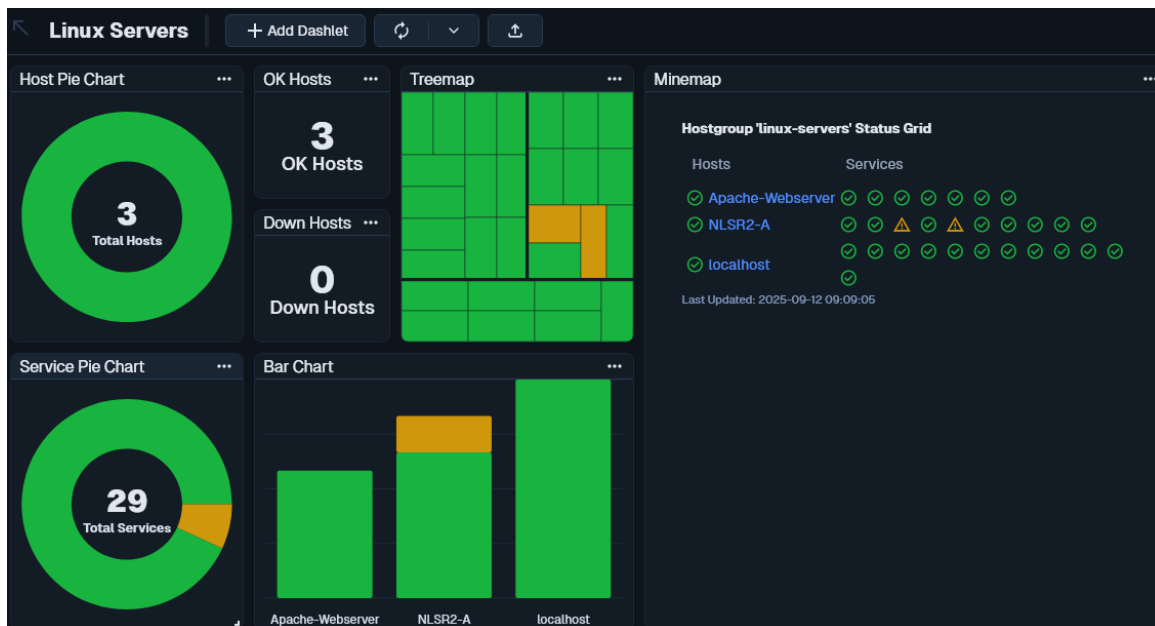 Linux Servers
Add Dashlet
Host Pie Chart
3
Total Hosts
OK Hosts
3
OK Hosts
Down Hosts
0
Down Hosts
Treemap
Minemap
Hostgroup 'linux-servers' Status Grid
Hosts Services
Apache-Webserver
NLSR2-A
localhost
Last Updated: 2025-09-12 09:09:05
Service Pie Chart
29
Total Services
Bar Chart
Apache-Webserver NLSR2-A localhost